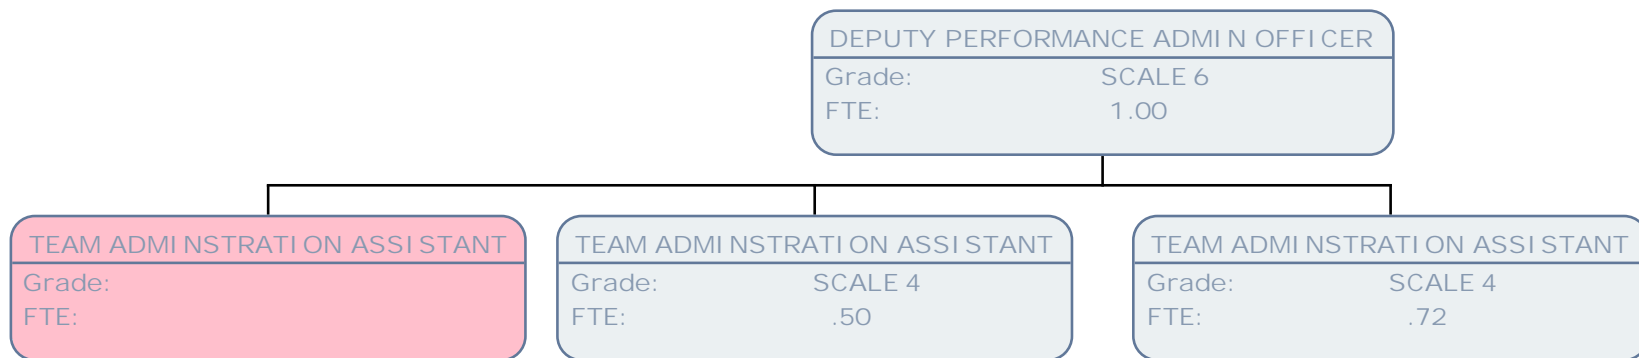 DEPUTY PERFORMANCE ADMIN OFFICER
Grade: SCALE 6
FTE: 1.00
TEAM ADMINSTRATION ASSISTANT
Grade:
FTE:
TEAM ADMINSTRATION ASSISTANT
Grade: SCALE 4
FTE: .50
TEAM ADMINSTRATION ASSISTANT
Grade: SCALE 4
FTE: .72